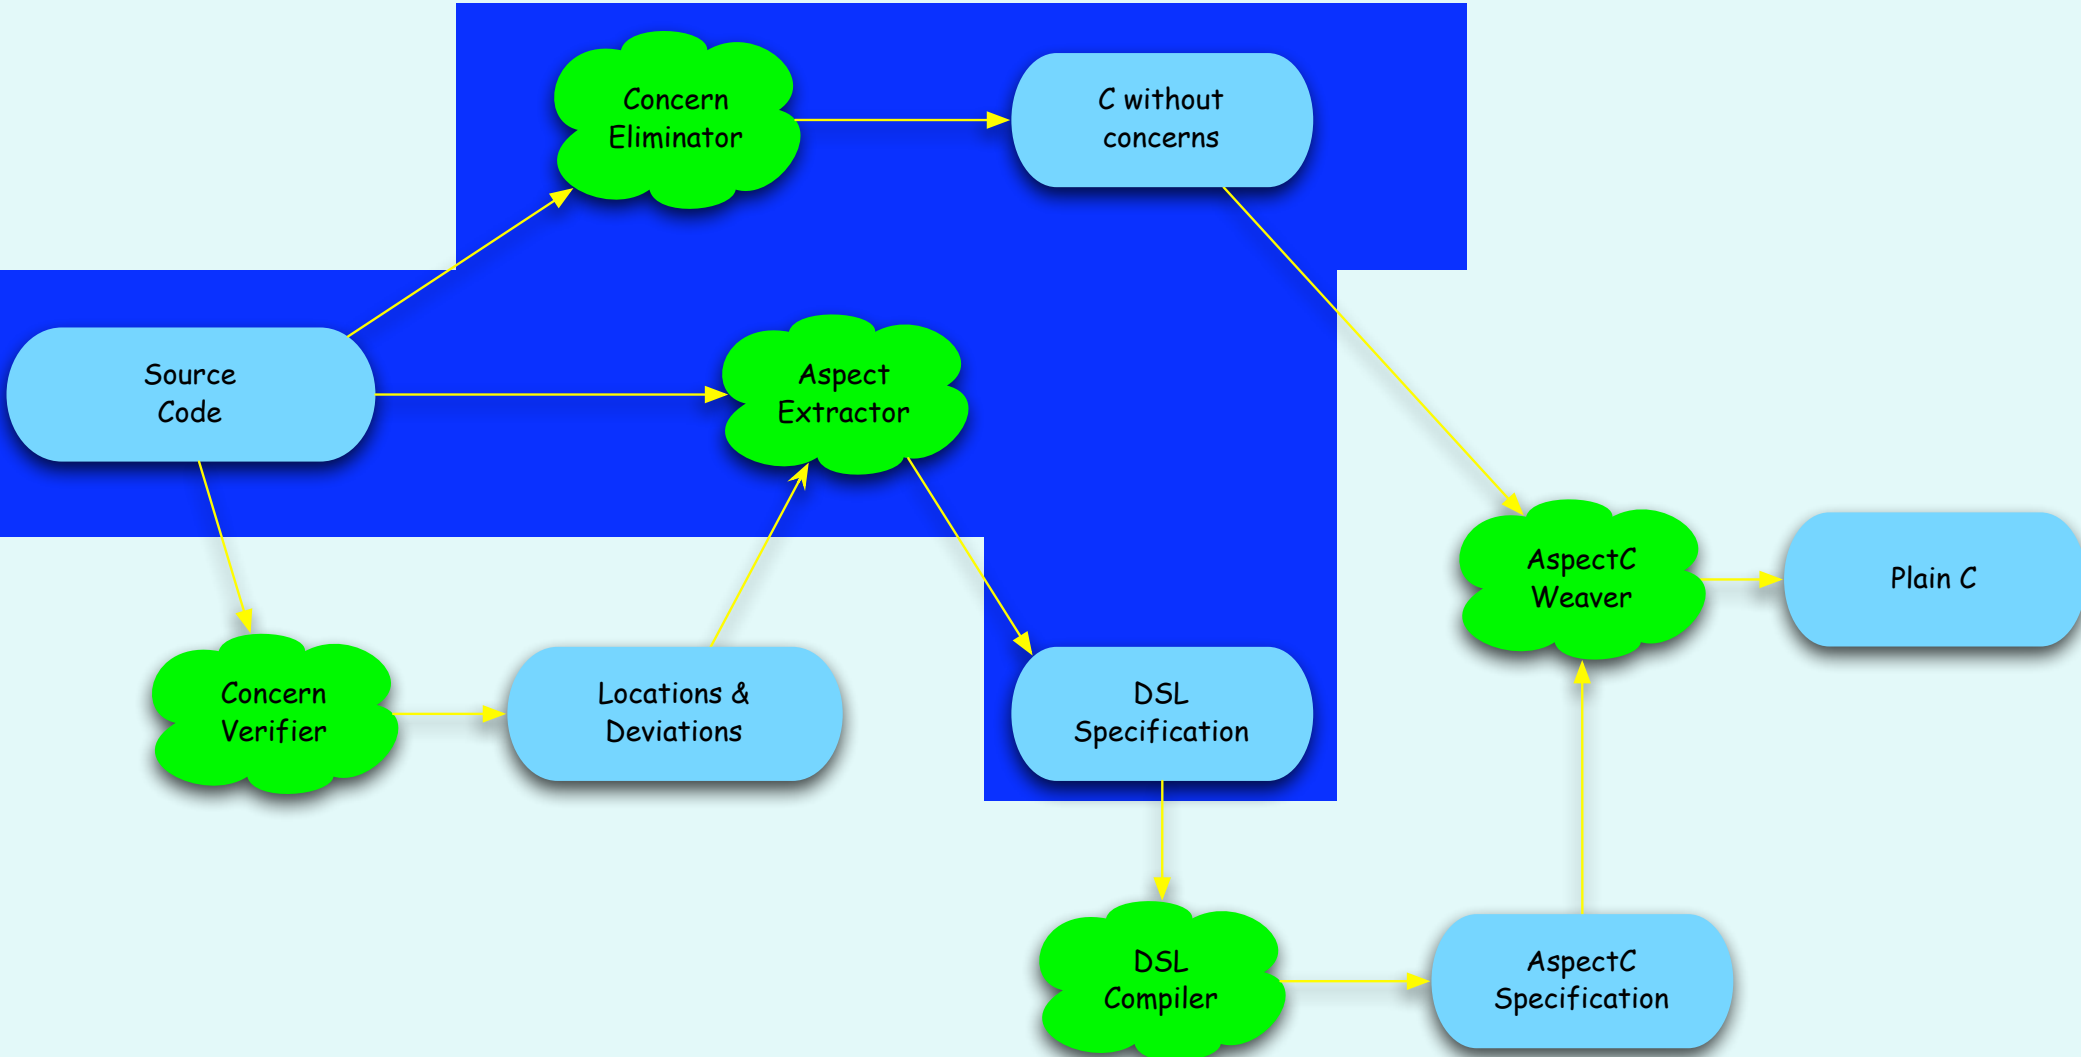 Concern
Eliminator
C without
concerns
Source
Code
Aspect
Extractor
AspectC
Weaver
Plain C
Concern
Verifier
Locations &
Deviations
DSL
Specification
DSL
Compiler
AspectC
Specification